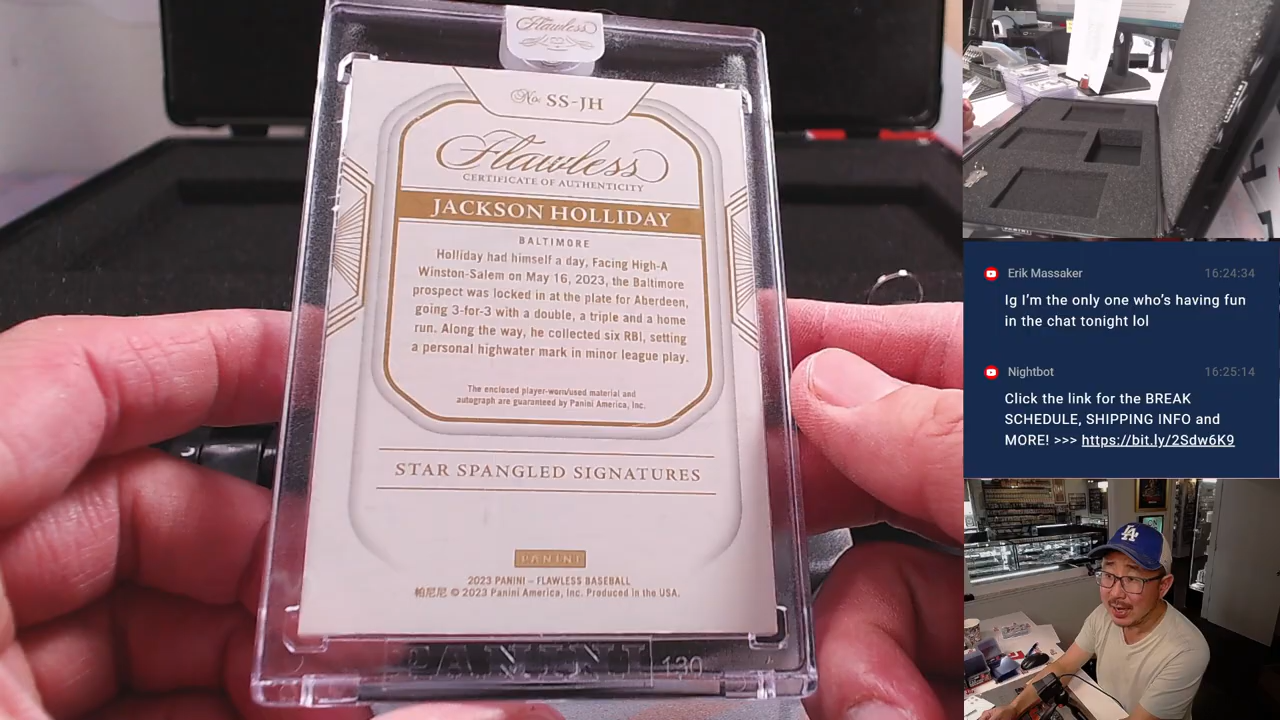 Flawless
No. SS-JH
Flawless
CERTIFICATE OF AUTHENTICITY
JACKSON HOLLIDAY
BALTIMORE
Holliday had himself a day, Facing High-A
Winston-Salem on May 16, 2023, the Baltimore
prospect was locked in at the plate for Aberdeen,
going 3-for-3 with a double, a triple and a home
run. Along the way, he collected six RBI, setting
a personal highwater mark in minor league play.
The enclosed player-worn/used material and
autograph are guaranteed by Panini America, Inc.
STAR SPANGLED SIGNATURES
PANINI
2023 PANINI – FLAWLESS BASEBALL
帕尼尼 © 2023 Panini America, Inc. Produced in the USA.
PANINI 130
Erik Massaker 16:24:34
Ig I'm the only one who's having fun
in the chat tonight lol
Nightbot 16:25:14
Click the link for the BREAK
SCHEDULE, SHIPPING INFO and
MORE! >>> https://bit.ly/2Sdw6K9
LA